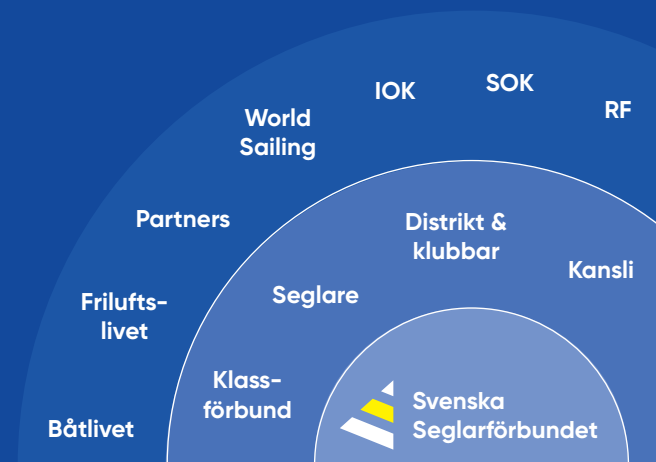 IOK
SOK
RF
World
Sailing
Partners
Frilufts-
livet
Båtlivet
Distrikt &
klubbar
Kansli
Seglare
Klass-
förbund
Svenska
Seglarförbundet